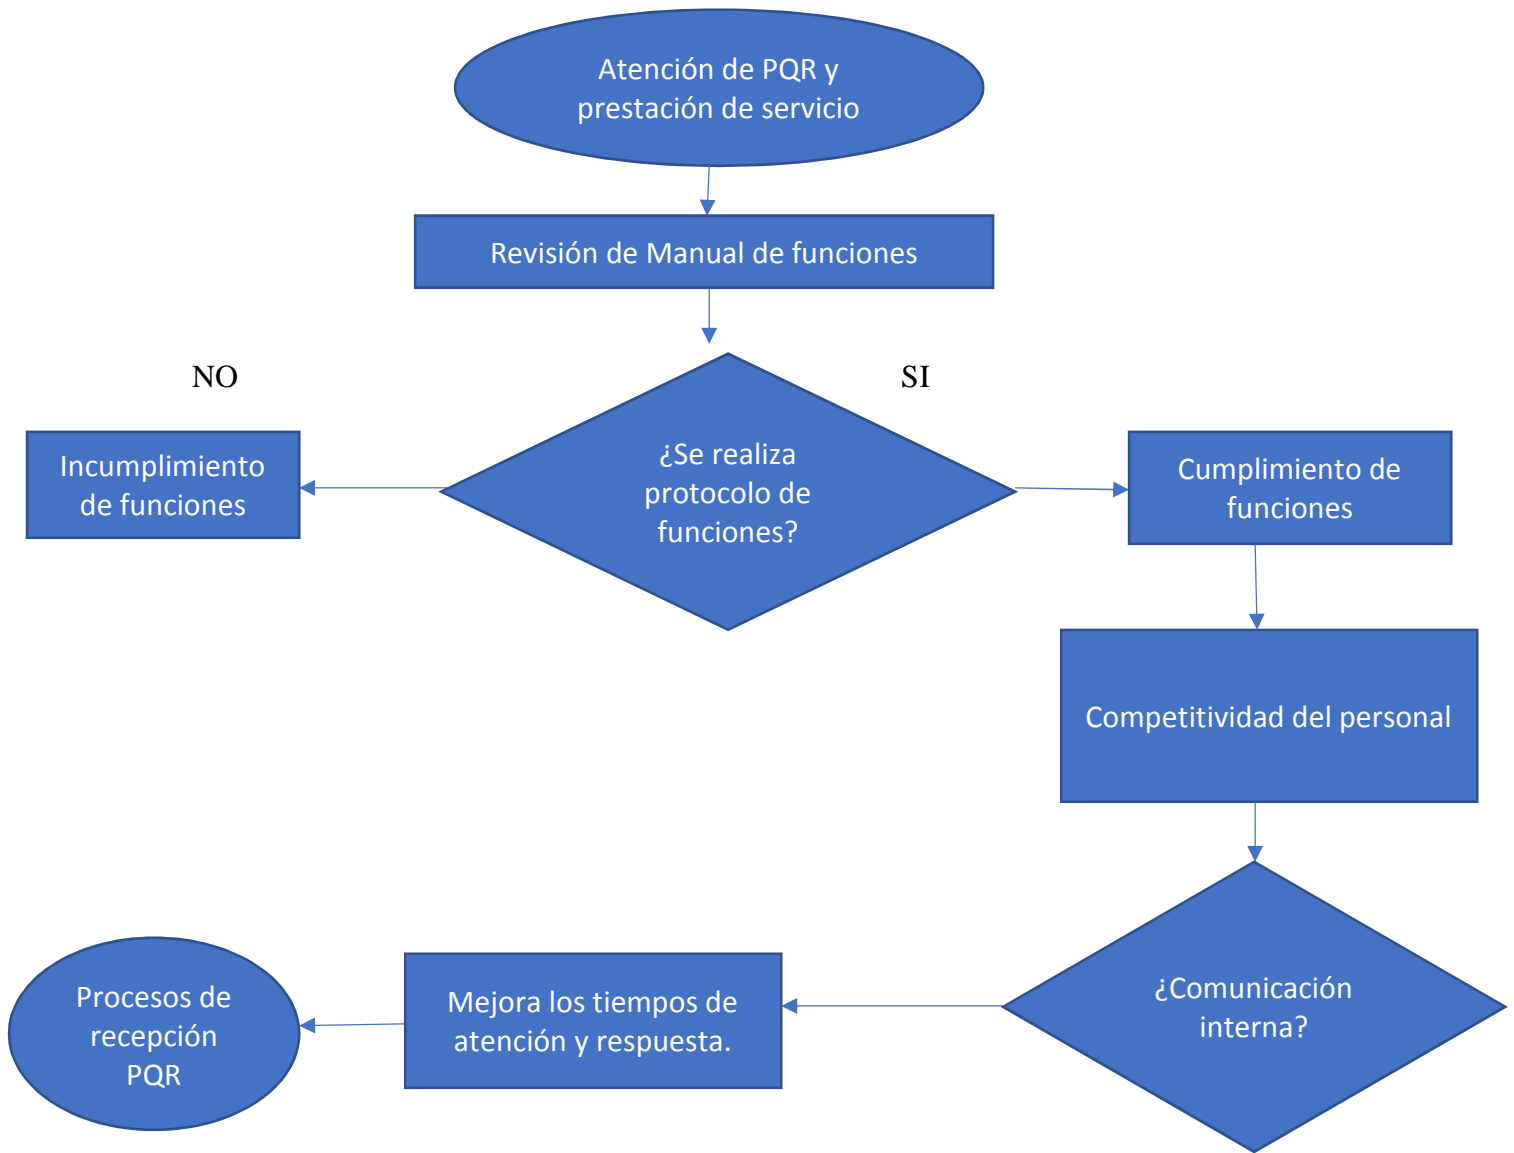 Atención de PQR y
prestación de servicio
Revisión de Manual de funciones
NO
SI
¿Se realiza
protocolo de
funciones?
Incumplimiento
de funciones
Cumplimiento de
funciones
Competitividad del personal
¿Comunicación
interna?
Mejora los tiempos de
atención y respuesta.
Procesos de
recepción
PQR